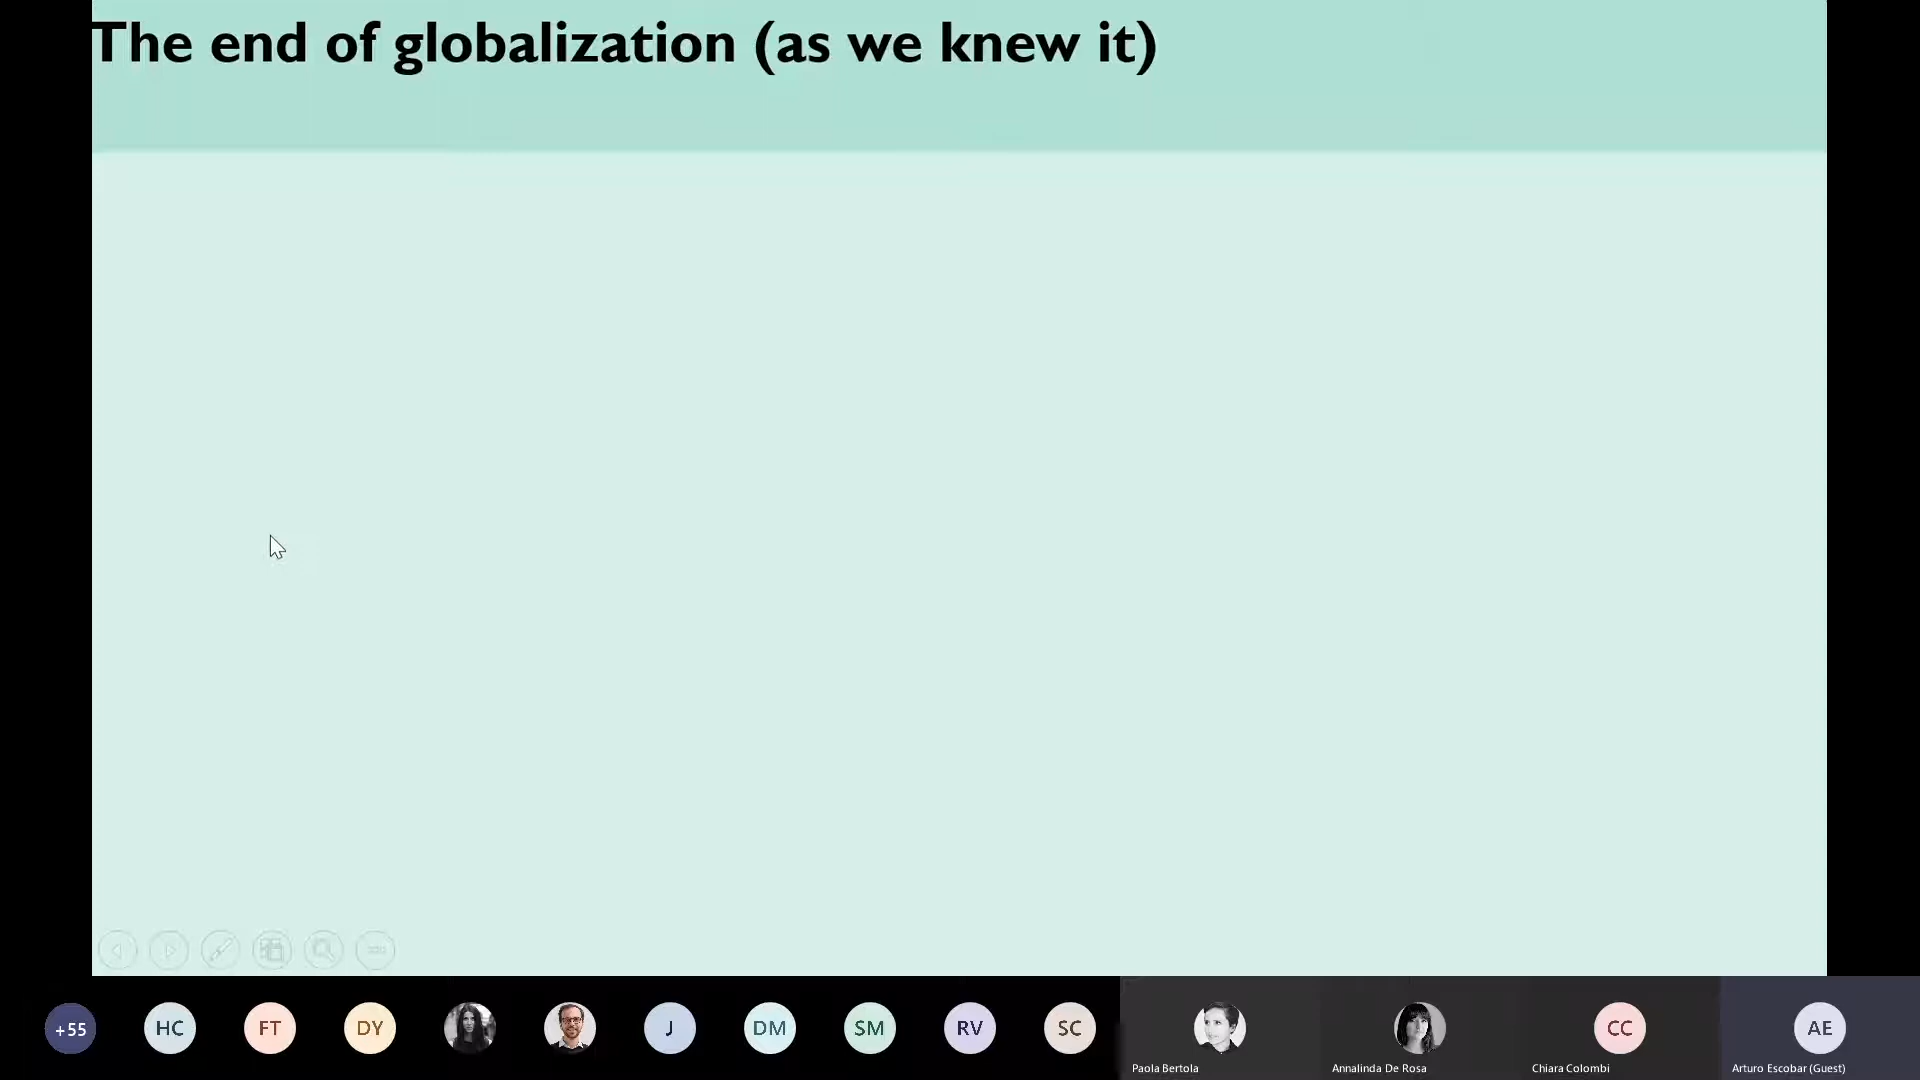 The end of globalization (as we knew it)
+55
HC
FT
DY
J
DM
SM
RV
SC
CC
AE
Paola Bertola
Annalinda De Rosa
Chiara Colombi
Arturo Escobar (Guest)